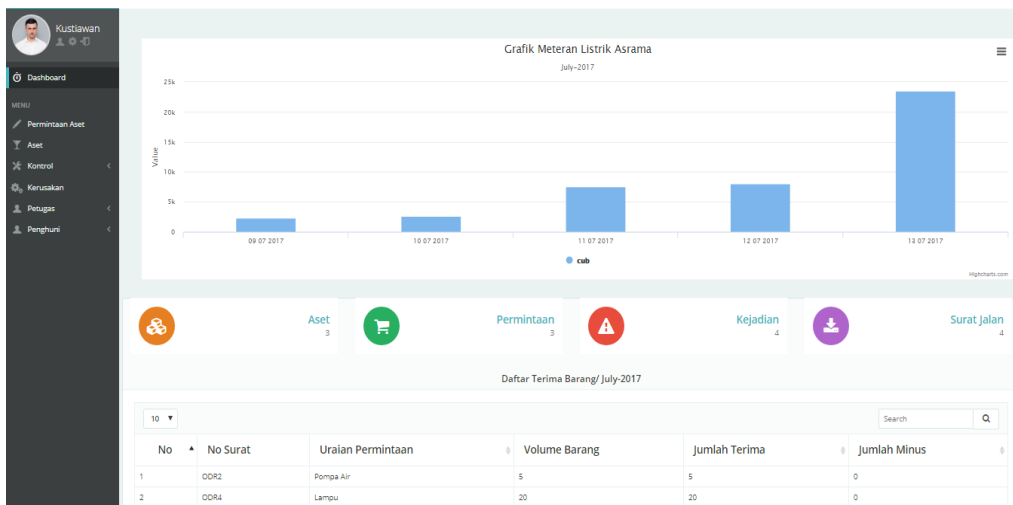 Kustiawan
Dashboard
MENU
Permintaan Aset
Aset
Kontrol
Kerusakan
Petugas
Penghuni
Grafik Meteran Listrik Asrama
July-2017
Value
25k
20k
15k
10k
5k
0
09 07 2017 10 07 2017 11 07 2017 12 07 2017 13 07 2017
cub
Highcharts.com
Aset
3
Permintaan
3
Kejadian
4
Surat Jalan
4
Daftar Terima Barang/ July-2017
10
Search
No No Surat Uraian Permintaan Volume Barang Jumlah Terima Jumlah Minus
1 ODR2 Pompa Air 5 5 0
2 ODR4 Lampu 20 20 0